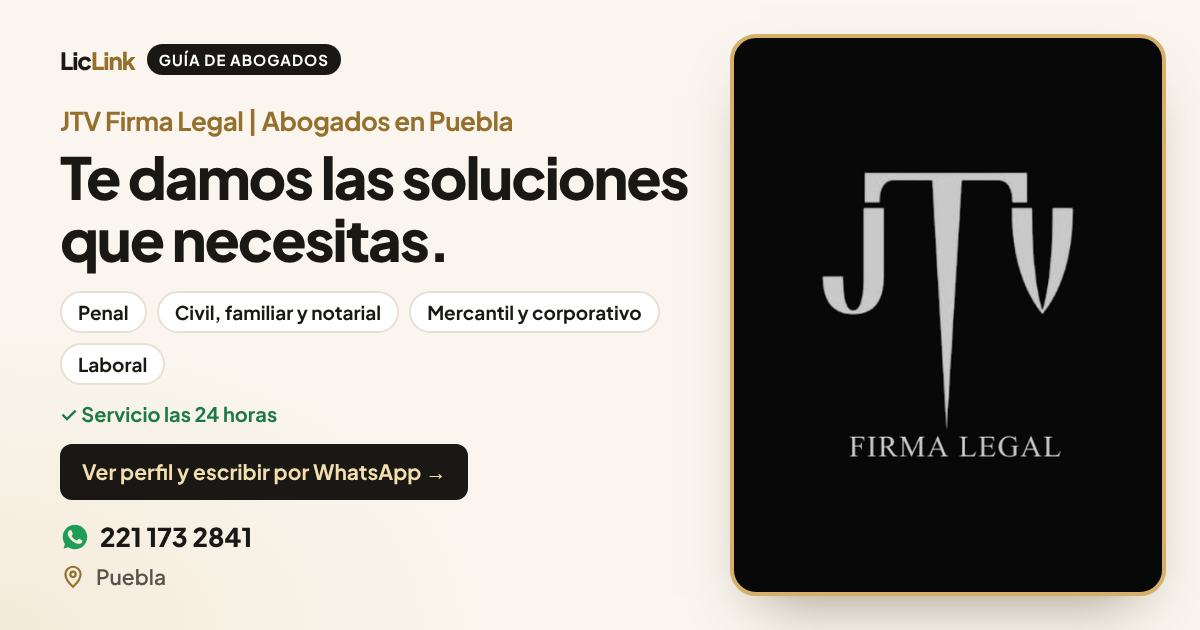 LicLink GUÍA DE ABOGADOS
JTV Firma Legal | Abogados en Puebla
Te damos las soluciones
que necesitas.
Penal Civil, familiar y notarial Mercantil y corporativo
Laboral
✓ Servicio las 24 horas
Ver perfil y escribir por WhatsApp →
221 173 2841
Puebla
JTV
FIRMA LEGAL